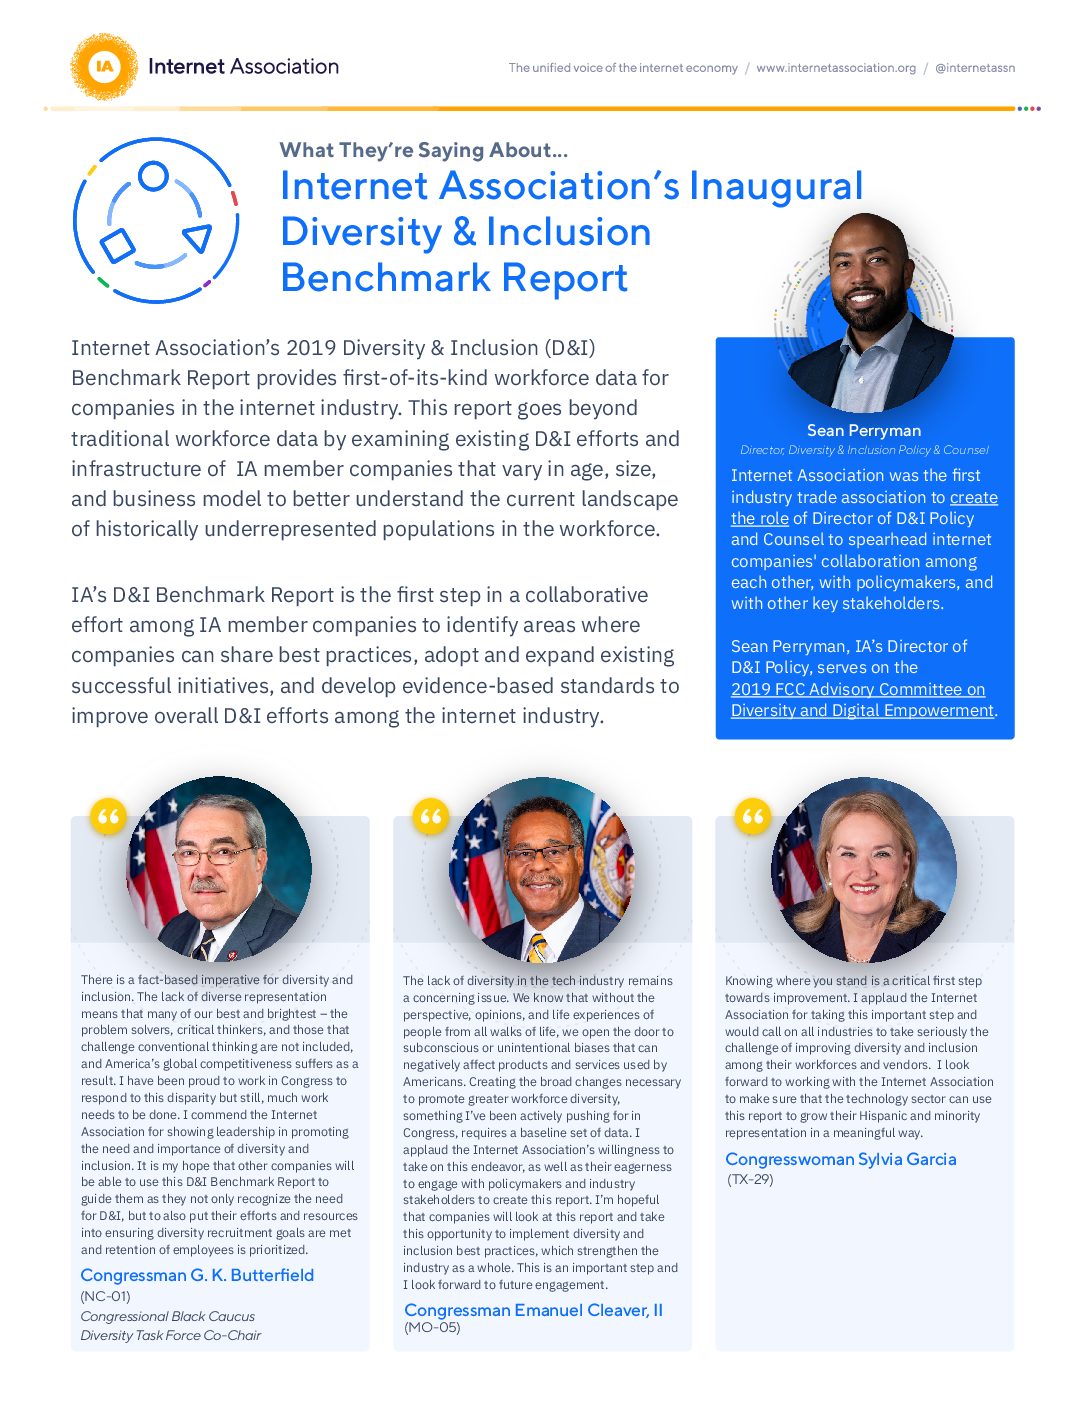 IA
Internet Association
The unified voice of the internet economy / www.internetassociation.org / @internetassn
What They're Saying About...
Internet Association's Inaugural
Diversity & Inclusion
Benchmark Report
Internet Association's 2019 Diversity & Inclusion (D&I)
Benchmark Report provides first-of-its-kind workforce data for
companies in the internet industry. This report goes beyond
traditional workforce data by examining existing D&I efforts and
infrastructure of IA member companies that vary in age, size,
and business model to better understand the current landscape
of historically underrepresented populations in the workforce.
IA's D&I Benchmark Report is the first step in a collaborative
effort among IA member companies to identify areas where
companies can share best practices, adopt and expand existing
successful initiatives, and develop evidence-based standards to
improve overall D&I efforts among the internet industry.
Sean Perryman
Director, Diversity & Inclusion Policy & Counsel
Internet Association was the first
industry trade association to create
the role of Director of D&I Policy
and Counsel to spearhead internet
companies' collaboration among
each other, with policymakers, and
with other key stakeholders.
Sean Perryman, IA's Director of
D&I Policy, serves on the
2019 FCC Advisory Committee on
Diversity and Digital Empowerment.
There is a fact-based imperative for diversity and
inclusion. The lack of diverse representation
means that many of our best and brightest – the
problem solvers, critical thinkers, and those that
challenge conventional thinking are not included,
and America's global competitiveness suffers as a
result. I have been proud to work in Congress to
respond to this disparity but still, much work
needs to be done. I commend the Internet
Association for showing leadership in promoting
the need and importance of diversity and
inclusion. It is my hope that other companies will
be able to use this D&I Benchmark Report to
guide them as they not only recognize the need
for D&I, but to also put their efforts and resources
into ensuring diversity recruitment goals are met
and retention of employees is prioritized.
Congressman G. K. Butterfield
(NC-01)
Congressional Black Caucus
Diversity Task Force Co-Chair
The lack of diversity in the tech industry remains
a concerning issue. We know that without the
perspective, opinions, and life experiences of
people from all walks of life, we open the door to
subconscious or unintentional biases that can
negatively affect products and services used by
Americans. Creating the broad changes necessary
to promote greater workforce diversity,
something I've been actively pushing for in
Congress, requires a baseline set of data. I
applaud the Internet Association's willingness to
take on this endeavor, as well as their eagerness
to engage with policymakers and industry
stakeholders to create this report. I'm hopeful
that companies will look at this report and take
this opportunity to implement diversity and
inclusion best practices, which strengthen the
industry as a whole. This is an important step and
I look forward to future engagement.
Congressman Emanuel Cleaver, II
(MO-05)
Knowing where you stand is a critical first step
towards improvement. I applaud the Internet
Association for taking this important step and
would call on all industries to take seriously the
challenge of improving diversity and inclusion
among their workforces and vendors. I look
forward to working with the Internet Association
to make sure that the technology sector can use
this report to grow their Hispanic and minority
representation in a meaningful way.
Congresswoman Sylvia Garcia
(TX-29)